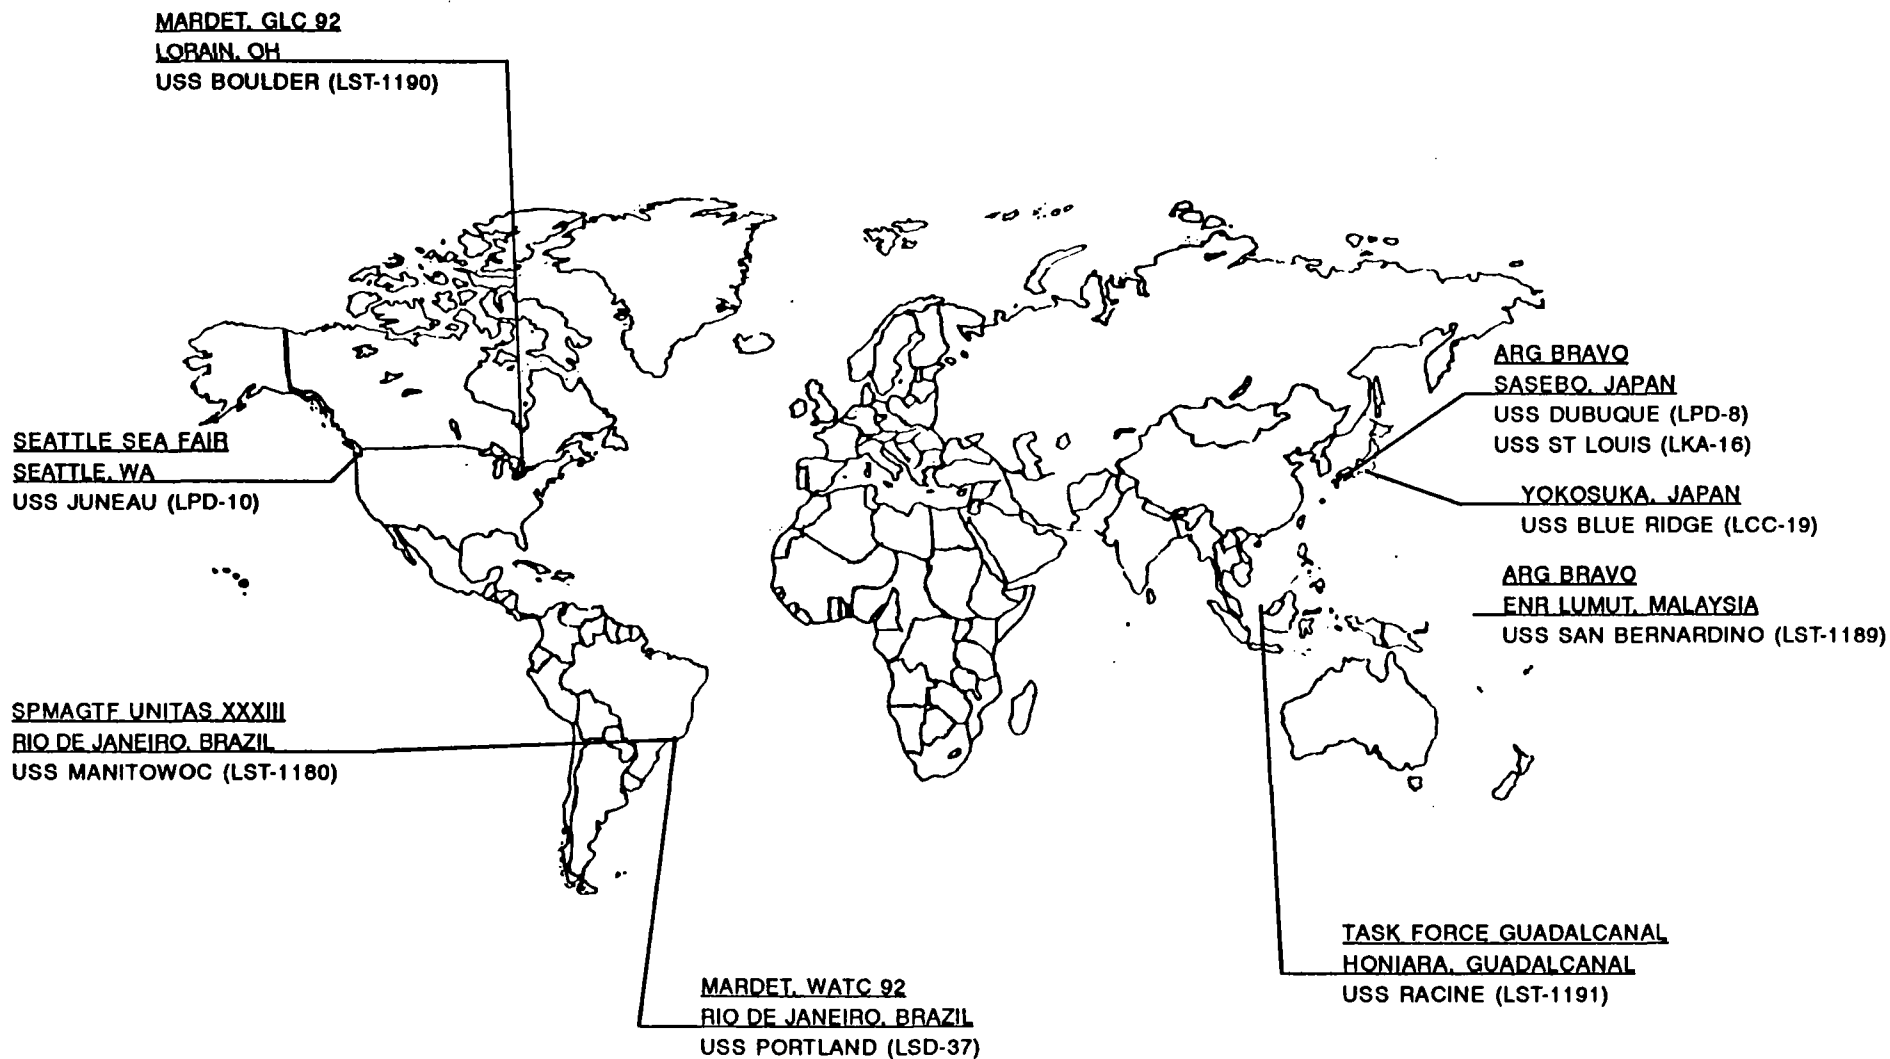 MARDET, GLC 92
LORAIN, OH
USS BOULDER (LST-1190)
ARG BRAVO
SASEBO, JAPAN
USS DUBUQUE (LPD-8)
USS ST LOUIS (LKA-16)
SEATTLE SEA FAIR
SEATTLE, WA
USS JUNEAU (LPD-10)
YOKOSUKA, JAPAN
USS BLUE RIDGE (LCC-19)
ARG BRAVO
ENR LUMUT, MALAYSIA
USS SAN BERNARDINO (LST-1189)
SPMAGTF UNITAS XXXIII
RIO DE JANEIRO, BRAZIL
USS MANITOWOC (LST-1180)
TASK FORCE GUADALCANAL
HONIARA, GUADALCANAL
USS RACINE (LST-1191)
MARDET, WATC 92
RIO DE JANEIRO, BRAZIL
USS PORTLAND (LSD-37)